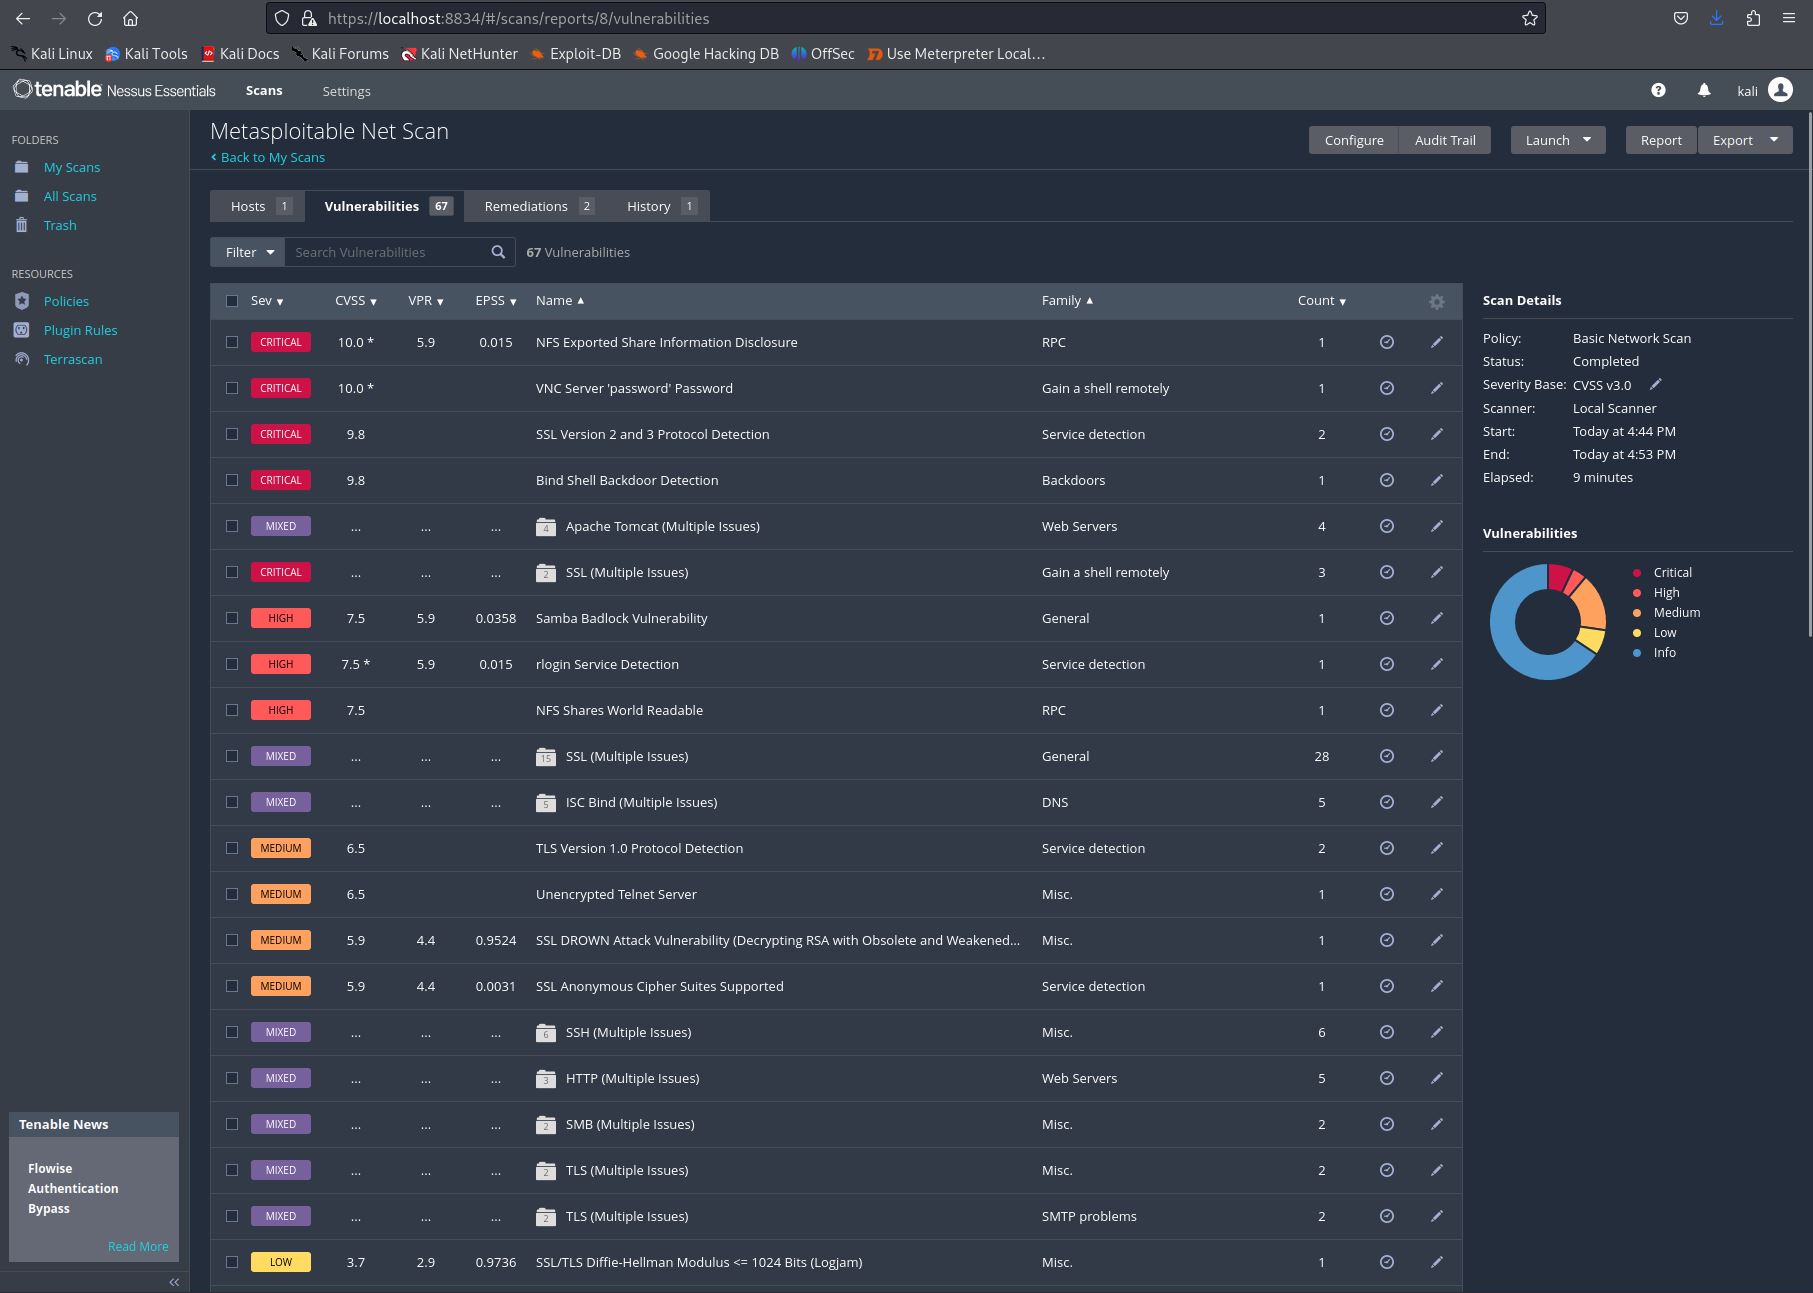 https://localhost:8834/#/scans/reports/8/vulnerabilities
Kali Linux Kali Tools Kali Docs Kali Forums Kali NetHunter Exploit-DB Google Hacking DB OffSec Use Meterpreter Local…
tenable Nessus Essentials Scans Settings kali
FOLDERS
My Scans
All Scans
Trash
RESOURCES
Policies
Plugin Rules
Terrascan
Tenable News
Flowise
Authentication
Bypass
Read More
Metasploitable Net Scan
Back to My Scans
Configure Audit Trail Launch Report Export
Hosts 1 Vulnerabilities 67 Remediations 2 History 1
Filter Search Vulnerabilities 67 Vulnerabilities
Sev CVSS VPR EPSS Name Family Count
CRITICAL 10.0 * 5.9 0.015 NFS Exported Share Information Disclosure RPC 1
CRITICAL 10.0 * VNC Server 'password' Password Gain a shell remotely 1
CRITICAL 9.8 SSL Version 2 and 3 Protocol Detection Service detection 2
CRITICAL 9.8 Bind Shell Backdoor Detection Backdoors 1
MIXED ... ... ... 4 Apache Tomcat (Multiple Issues) Web Servers 4
CRITICAL ... ... ... 2 SSL (Multiple Issues) Gain a shell remotely 3
HIGH 7.5 5.9 0.0358 Samba Badlock Vulnerability General 1
HIGH 7.5 * 5.9 0.015 rlogin Service Detection Service detection 1
HIGH 7.5 NFS Shares World Readable RPC 1
MIXED ... ... ... 15 SSL (Multiple Issues) General 28
MIXED ... ... ... 5 ISC Bind (Multiple Issues) DNS 5
MEDIUM 6.5 TLS Version 1.0 Protocol Detection Service detection 2
MEDIUM 6.5 Unencrypted Telnet Server Misc. 1
MEDIUM 5.9 4.4 0.9524 SSL DROWN Attack Vulnerability (Decrypting RSA with Obsolete and Weakened... Misc. 1
MEDIUM 5.9 4.4 0.0031 SSL Anonymous Cipher Suites Supported Service detection 1
MIXED ... ... ... 6 SSH (Multiple Issues) Misc. 6
MIXED ... ... ... 3 HTTP (Multiple Issues) Web Servers 5
MIXED ... ... ... 2 SMB (Multiple Issues) Misc. 2
MIXED ... ... ... 2 TLS (Multiple Issues) Misc. 2
MIXED ... ... ... 2 TLS (Multiple Issues) SMTP problems 2
LOW 3.7 2.9 0.9736 SSL/TLS Diffie-Hellman Modulus <= 1024 Bits (Logjam) Misc. 1
Scan Details
Policy: Basic Network Scan
Status: Completed
Severity Base: CVSS v3.0
Scanner: Local Scanner
Start: Today at 4:44 PM
End: Today at 4:53 PM
Elapsed: 9 minutes
Vulnerabilities
Critical
High
Medium
Low
Info